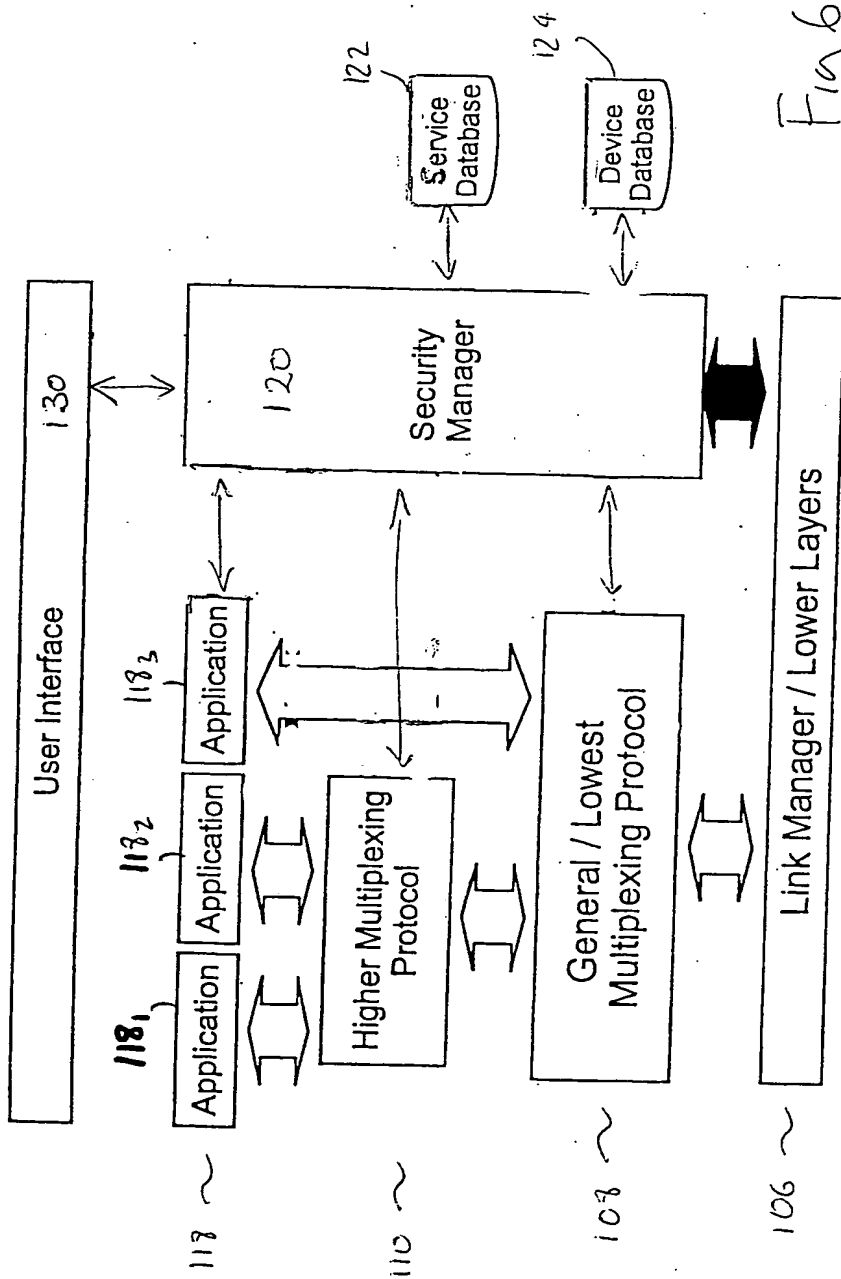 User Interface
130
118
118₁
118₂
118₃
Application
Application
Application
120
Security
Manager
122
Service
Database
124
Device
Database
110
Higher Multiplexing
Protocol
108
General / Lowest
Multiplexing Protocol
106
Link Manager / Lower Layers
Fig 6